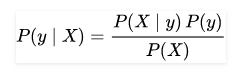 P(y | X) = P(X | y) P(y) / P(X)